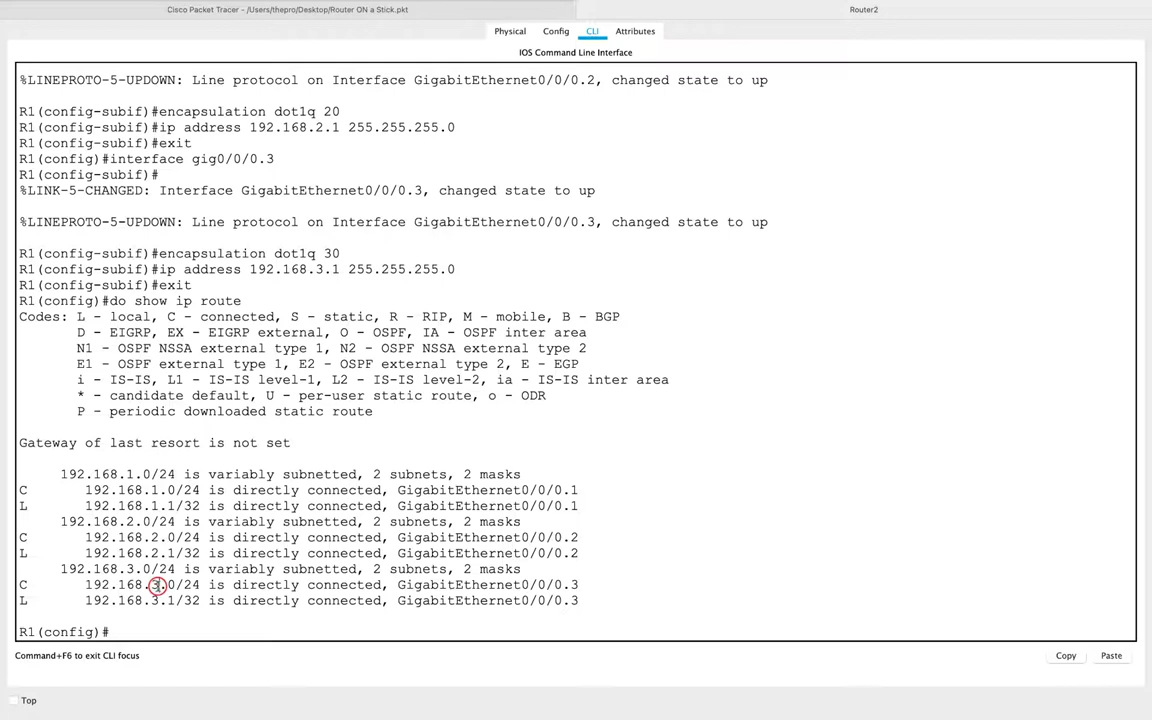 Cisco Packet Tracer - /Users/thepro/Desktop/Router ON a Stick.pkt
Router2
Physical Config CLI Attributes
IOS Command Line Interface
%LINEPROTO-5-UPDOWN: Line protocol on Interface GigabitEthernet0/0/0.2, changed state to up
R1(config-subif)#encapsulation dot1q 20
R1(config-subif)#ip address 192.168.2.1 255.255.255.0
R1(config-subif)#exit
R1(config)#interface gig0/0/0.3
R1(config-subif)#
%LINK-5-CHANGED: Interface GigabitEthernet0/0/0.3, changed state to up
%LINEPROTO-5-UPDOWN: Line protocol on Interface GigabitEthernet0/0/0.3, changed state to up
R1(config-subif)#encapsulation dot1q 30
R1(config-subif)#ip address 192.168.3.1 255.255.255.0
R1(config-subif)#exit
R1(config)#do show ip route
Codes: L - local, C - connected, S - static, R - RIP, M - mobile, B - BGP
D - EIGRP, EX - EIGRP external, O - OSPF, IA - OSPF inter area
N1 - OSPF NSSA external type 1, N2 - OSPF NSSA external type 2
E1 - OSPF external type 1, E2 - OSPF external type 2, E - EGP
i - IS-IS, L1 - IS-IS level-1, L2 - IS-IS level-2, ia - IS-IS inter area
* - candidate default, U - per-user static route, o - ODR
P - periodic downloaded static route
Gateway of last resort is not set
192.168.1.0/24 is variably subnetted, 2 subnets, 2 masks
C 192.168.1.0/24 is directly connected, GigabitEthernet0/0/0.1
L 192.168.1.1/32 is directly connected, GigabitEthernet0/0/0.1
192.168.2.0/24 is variably subnetted, 2 subnets, 2 masks
C 192.168.2.0/24 is directly connected, GigabitEthernet0/0/0.2
L 192.168.2.1/32 is directly connected, GigabitEthernet0/0/0.2
192.168.3.0/24 is variably subnetted, 2 subnets, 2 masks
C 192.168.3.0/24 is directly connected, GigabitEthernet0/0/0.3
L 192.168.3.1/32 is directly connected, GigabitEthernet0/0/0.3
R1(config)#
Command+F6 to exit CLI focus
Copy Paste
Top